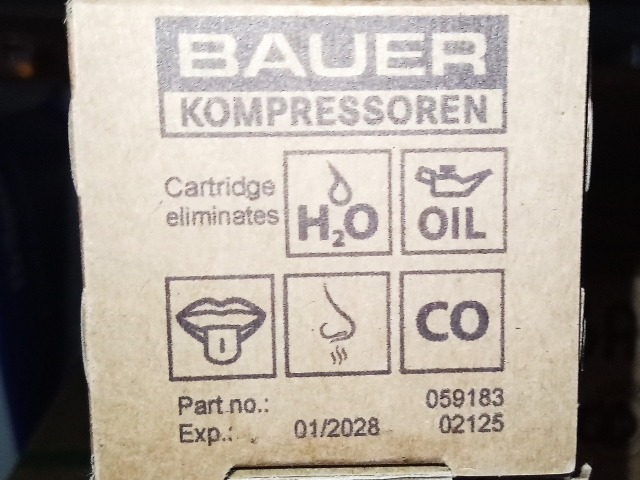 BAUER
KOMPRESSOREN
Cartridge
eliminates
H₂O
OIL
CO
Part no.: 059183
Exp.: 01/2028 02125